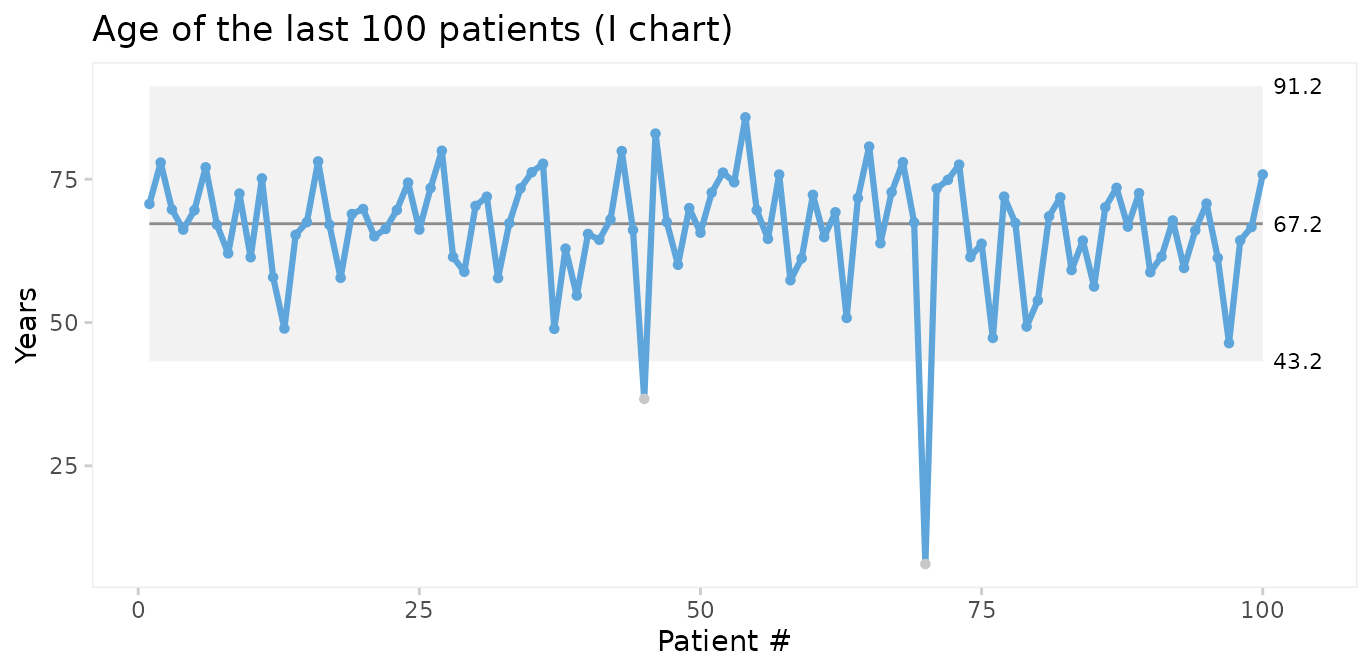 Age of the last 100 patients (I chart)
91.2
75
67.2
50
43.2
25
Years
0 25 50 75 100
Patient #